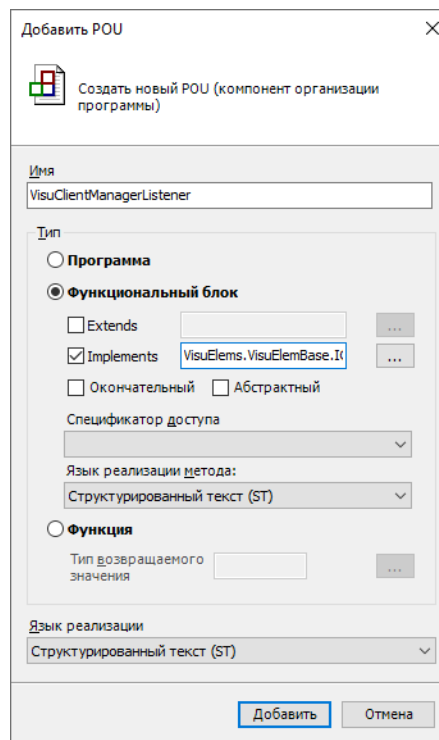 Добавить POU
Создать новый POU (компонент организации
программы)
Имя
VisuClientManagerListener
Тип
Программа
Функциональный блок
Extends
...
Implements
VisuElems.VisuElemBase.I
...
Окончательный
Абстрактный
Спецификатор доступа
Язык реализации метода:
Структурированный текст (ST)
Функция
Тип возвращаемого
значения
...
Язык реализации
Структурированный текст (ST)
Добавить
Отмена